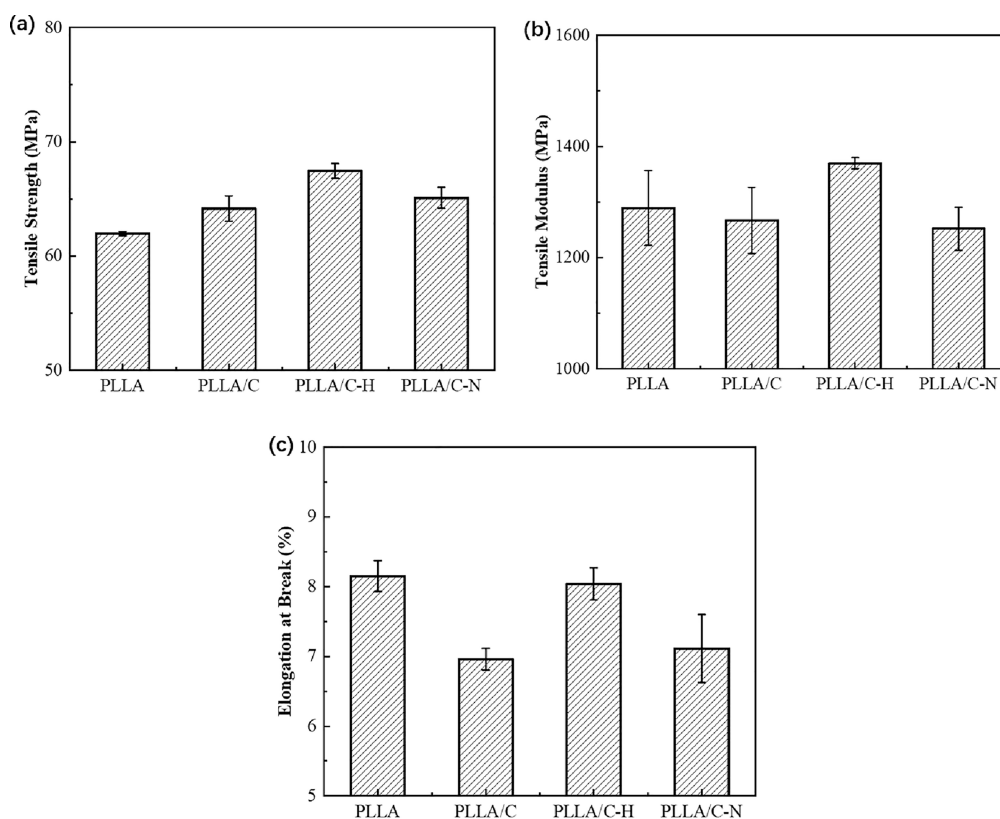 (a)
80
70
60
50
Tensile Strength (MPa)
PLLA PLLA/C PLLA/C-H PLLA/C-N
(b)
1600
1400
1200
1000
Tensile Modulus (MPa)
PLLA PLLA/C PLLA/C-H PLLA/C-N
(c)
10
9
8
7
6
5
Elongation at Break (%)
PLLA PLLA/C PLLA/C-H PLLA/C-N